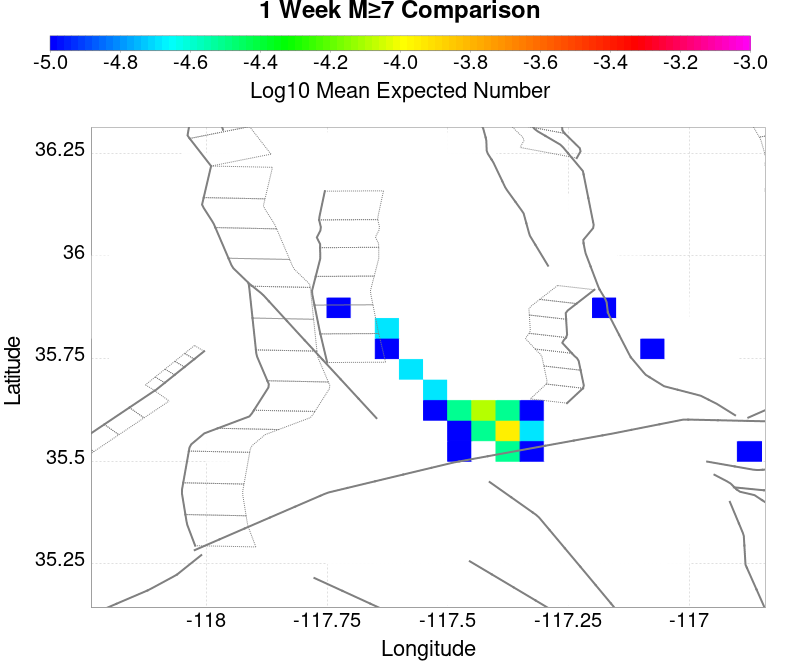 1 Week M≥7 Comparison
-5.0 -4.8 -4.6 -4.4 -4.2 -4.0 -3.8 -3.6 -3.4 -3.2 -3.0
Log10 Mean Expected Number
36.25
36
35.75
35.5
35.25
Latitude
-118 -117.75 -117.5 -117.25 -117
Longitude